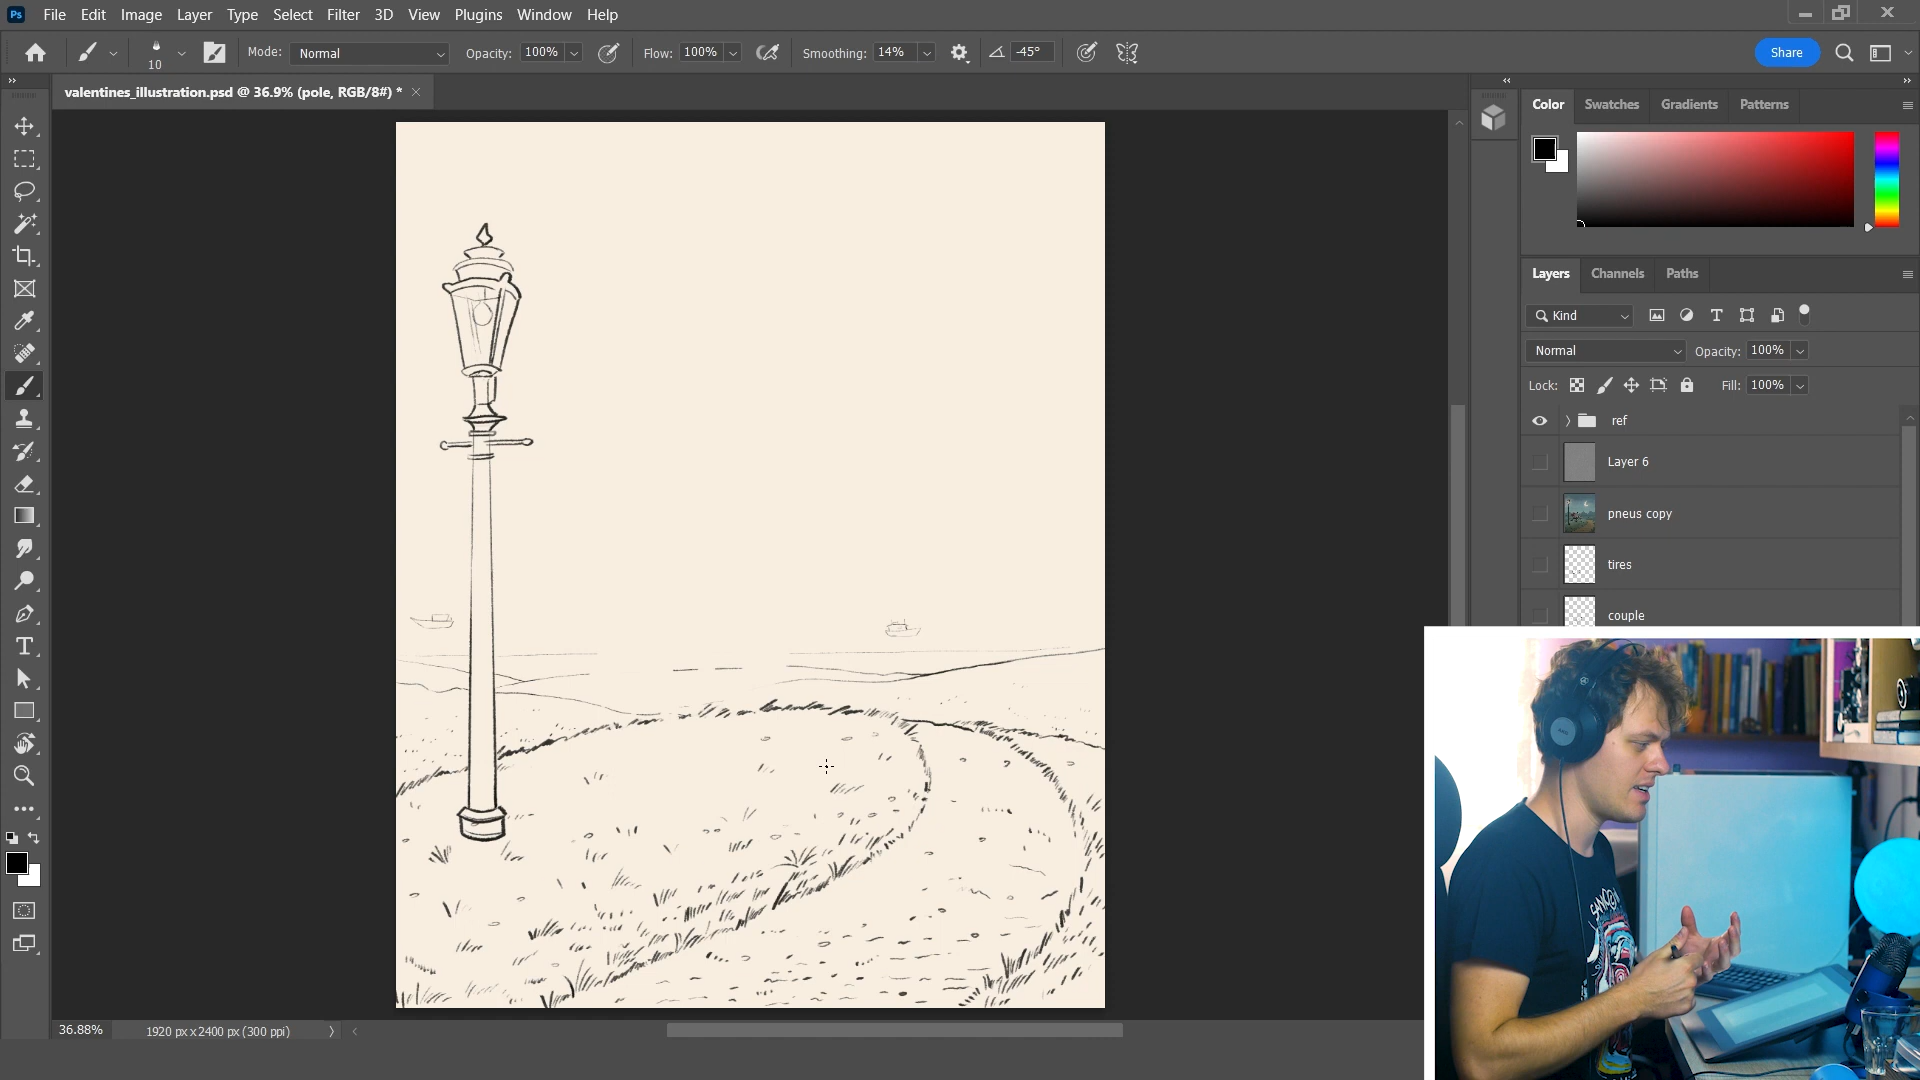 Ps File Edit Image Layer Type Select Filter 3D View Plugins Window Help
10 Mode: Normal Opacity: 100% Flow: 100% Smoothing: 14% -45° Share
valentines_illustration.psd @ 36.9% (pole, RGB/8#) * ×
Color Swatches Gradients Patterns
Layers Channels Paths
Kind
Normal Opacity: 100%
Lock: Fill: 100%
ref
Layer 6
pneus copy
tires
couple
36.88% 1920 px x 2400 px (300 ppi)